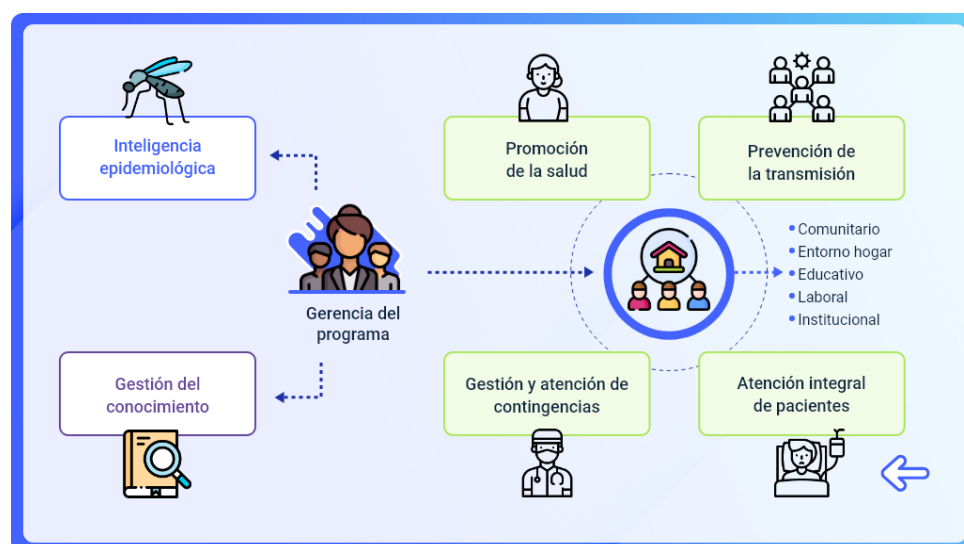 Inteligencia
epidemiológica
Promoción
de la salud
Prevención de
la transmisión
Comunitario
Entorno hogar
Educativo
Laboral
Institucional
Gerencia del
programa
Gestión del
conocimiento
Gestión y atención de
contingencias
Atención integral
de pacientes